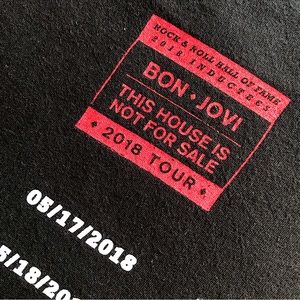 ROCK & ROLL HALL OF FAME
2018 INDUCTEES
BON • JOVI
THIS HOUSE IS
NOT FOR SALE
♦ 2018 TOUR ♦
05/17/2018
5/18/20